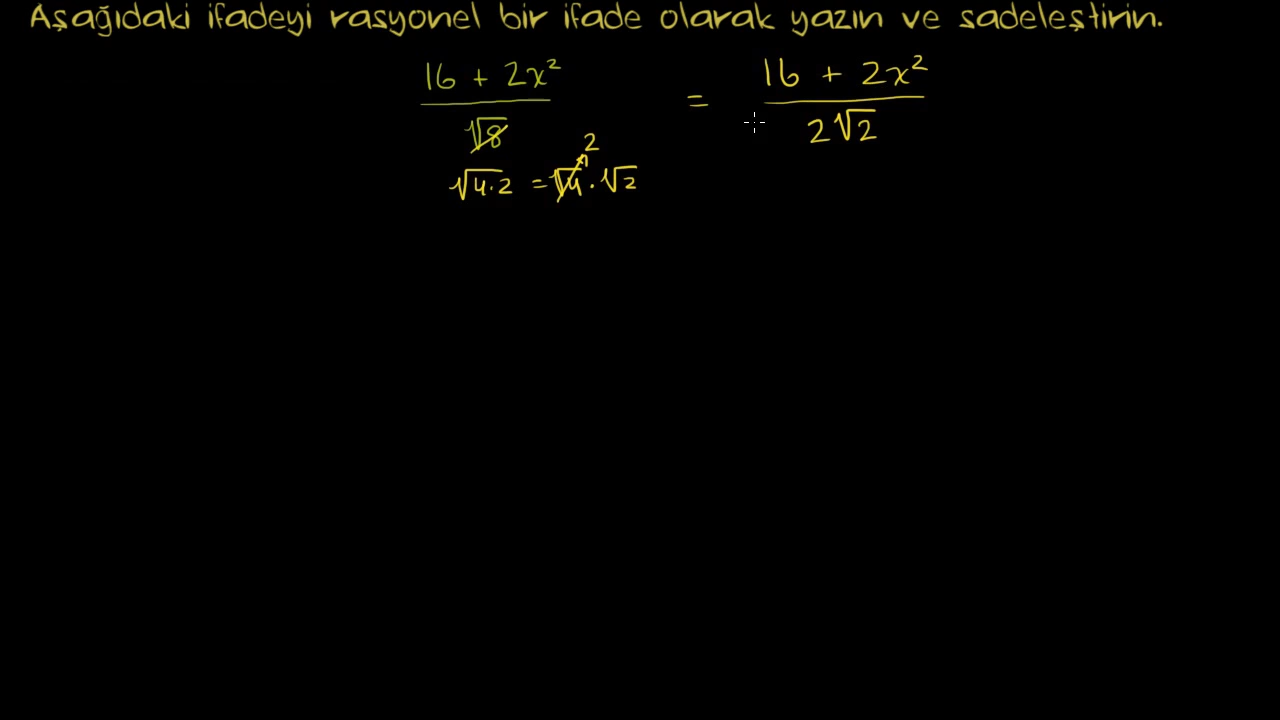 Aşağıdaki ifadeyi rasyonel bir ifade olarak yazın ve sadeleştirin.
16 + 2x² / √8 = 16 + 2x² / 2√2
2
√4·2 = √4 · √2